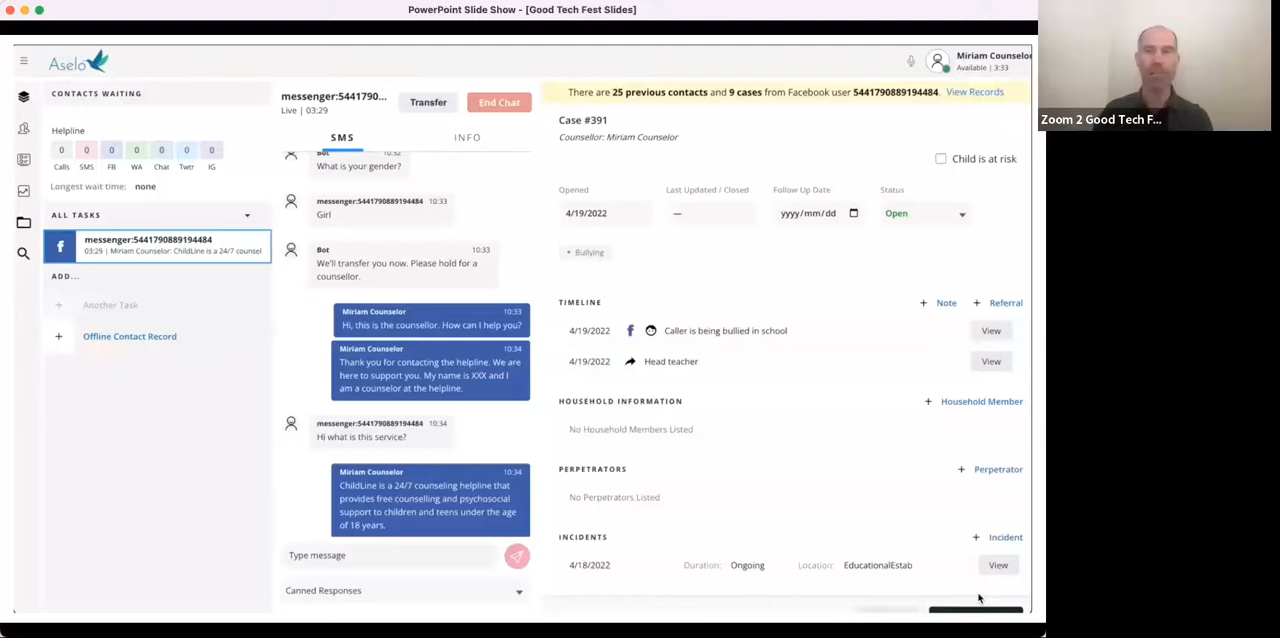 PowerPoint Slide Show - [Good Tech Fest Slides]
Aselo
Miriam Counselor
Available | 3:33
Zoom 2 Good Tech F...
CONTACTS WAITING
Helpline
0 0 0 0 0 0 0
Calls SMS FB WA Chat Twtr IG
Longest wait time: none
ALL TASKS
messenger:5441790889194484
03:29 | Miriam Counselor: ChildLine is a 24/7 counsel
ADD...
+ Another Task
+ Offline Contact Record
messenger:5441790...
Live | 03:29
Transfer
End Chat
SMS INFO
Bot 10:32
What is your gender?
messenger:5441790889194484 10:33
Girl
Bot 10:33
We'll transfer you now. Please hold for a
counsellor.
Miriam Counselor 10:33
Hi, this is the counsellor. How can I help you?
Miriam Counselor 10:34
Thank you for contacting the helpline. We are
here to support you. My name is XXX and I
am a counselor at the helpline.
messenger:5441790889194484 10:34
Hi what is this service?
Miriam Counselor 10:34
ChildLine is a 24/7 counseling helpline that
provides free counselling and psychosocial
support to children and teens under the age
of 18 years.
Type message
Canned Responses
There are 25 previous contacts and 9 cases from Facebook user 5441790889194484. View Records
Case #391
Counsellor: Miriam Counselor
Child is at risk
Opened Last Updated / Closed Follow Up Date Status
4/19/2022 — yyyy/mm/dd Open
Bullying
TIMELINE + Note + Referral
4/19/2022 Caller is being bullied in school View
4/19/2022 Head teacher View
HOUSEHOLD INFORMATION + Household Member
No Household Members Listed
PERPETRATORS + Perpetrator
No Perpetrators Listed
INCIDENTS + Incident
4/18/2022 Duration: Ongoing Location: EducationalEstab View